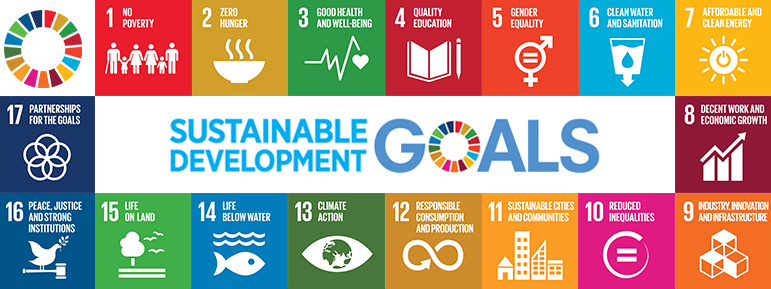 1 NO
POVERTY
2 ZERO
HUNGER
3 GOOD HEALTH
AND WELL-BEING
4 QUALITY
EDUCATION
5 GENDER
EQUALITY
6 CLEAN WATER
AND SANITATION
7 AFFORDABLE AND
CLEAN ENERGY
17 PARTNERSHIPS
FOR THE GOALS
SUSTAINABLE
DEVELOPMENT
GOALS
8 DECENT WORK AND
ECONOMIC GROWTH
16 PEACE, JUSTICE
AND STRONG
INSTITUTIONS
15 LIFE
ON LAND
14 LIFE
BELOW WATER
13 CLIMATE
ACTION
12 RESPONSIBLE
CONSUMPTION
AND PRODUCTION
11 SUSTAINABLE CITIES
AND COMMUNITIES
10 REDUCED
INEQUALITIES
9 INDUSTRY, INNOVATION
AND INFRASTRUCTURE